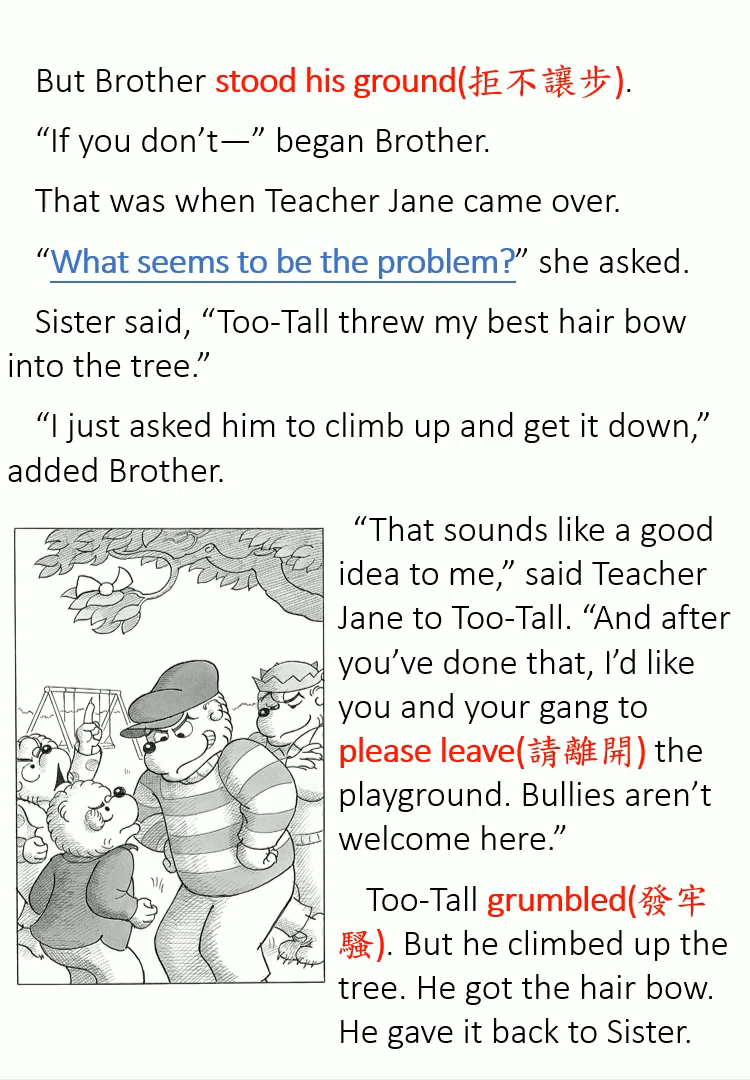 But Brother stood his ground(拒不讓步).
“If you don’t—” began Brother.
That was when Teacher Jane came over.
“What seems to be the problem?” she asked.
Sister said, “Too-Tall threw my best hair bow
into the tree.”
“I just asked him to climb up and get it down,”
added Brother.
“That sounds like a good
idea to me,” said Teacher
Jane to Too-Tall. “And after
you’ve done that, I’d like
you and your gang to
please leave(請離開) the
playground. Bullies aren’t
welcome here.”
Too-Tall grumbled(發牢
騷). But he climbed up the
tree. He got the hair bow.
He gave it back to Sister.